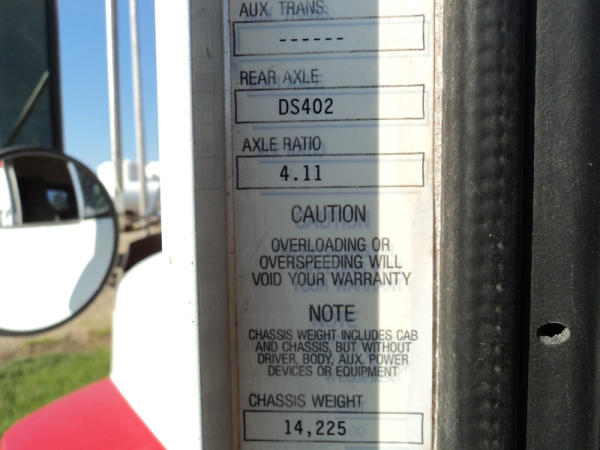 AUX. TRANS.
------
REAR AXLE
DS402
AXLE RATIO
4.11
CAUTION
OVERLOADING OR
OVERSPEEDING WILL
VOID YOUR WARRANTY
NOTE
CHASSIS WEIGHT INCLUDES CAB
AND CHASSIS, BUT WITHOUT
DRIVER, BODY, AUX. POWER
DEVICES OR EQUIPMENT
CHASSIS WEIGHT
14,225